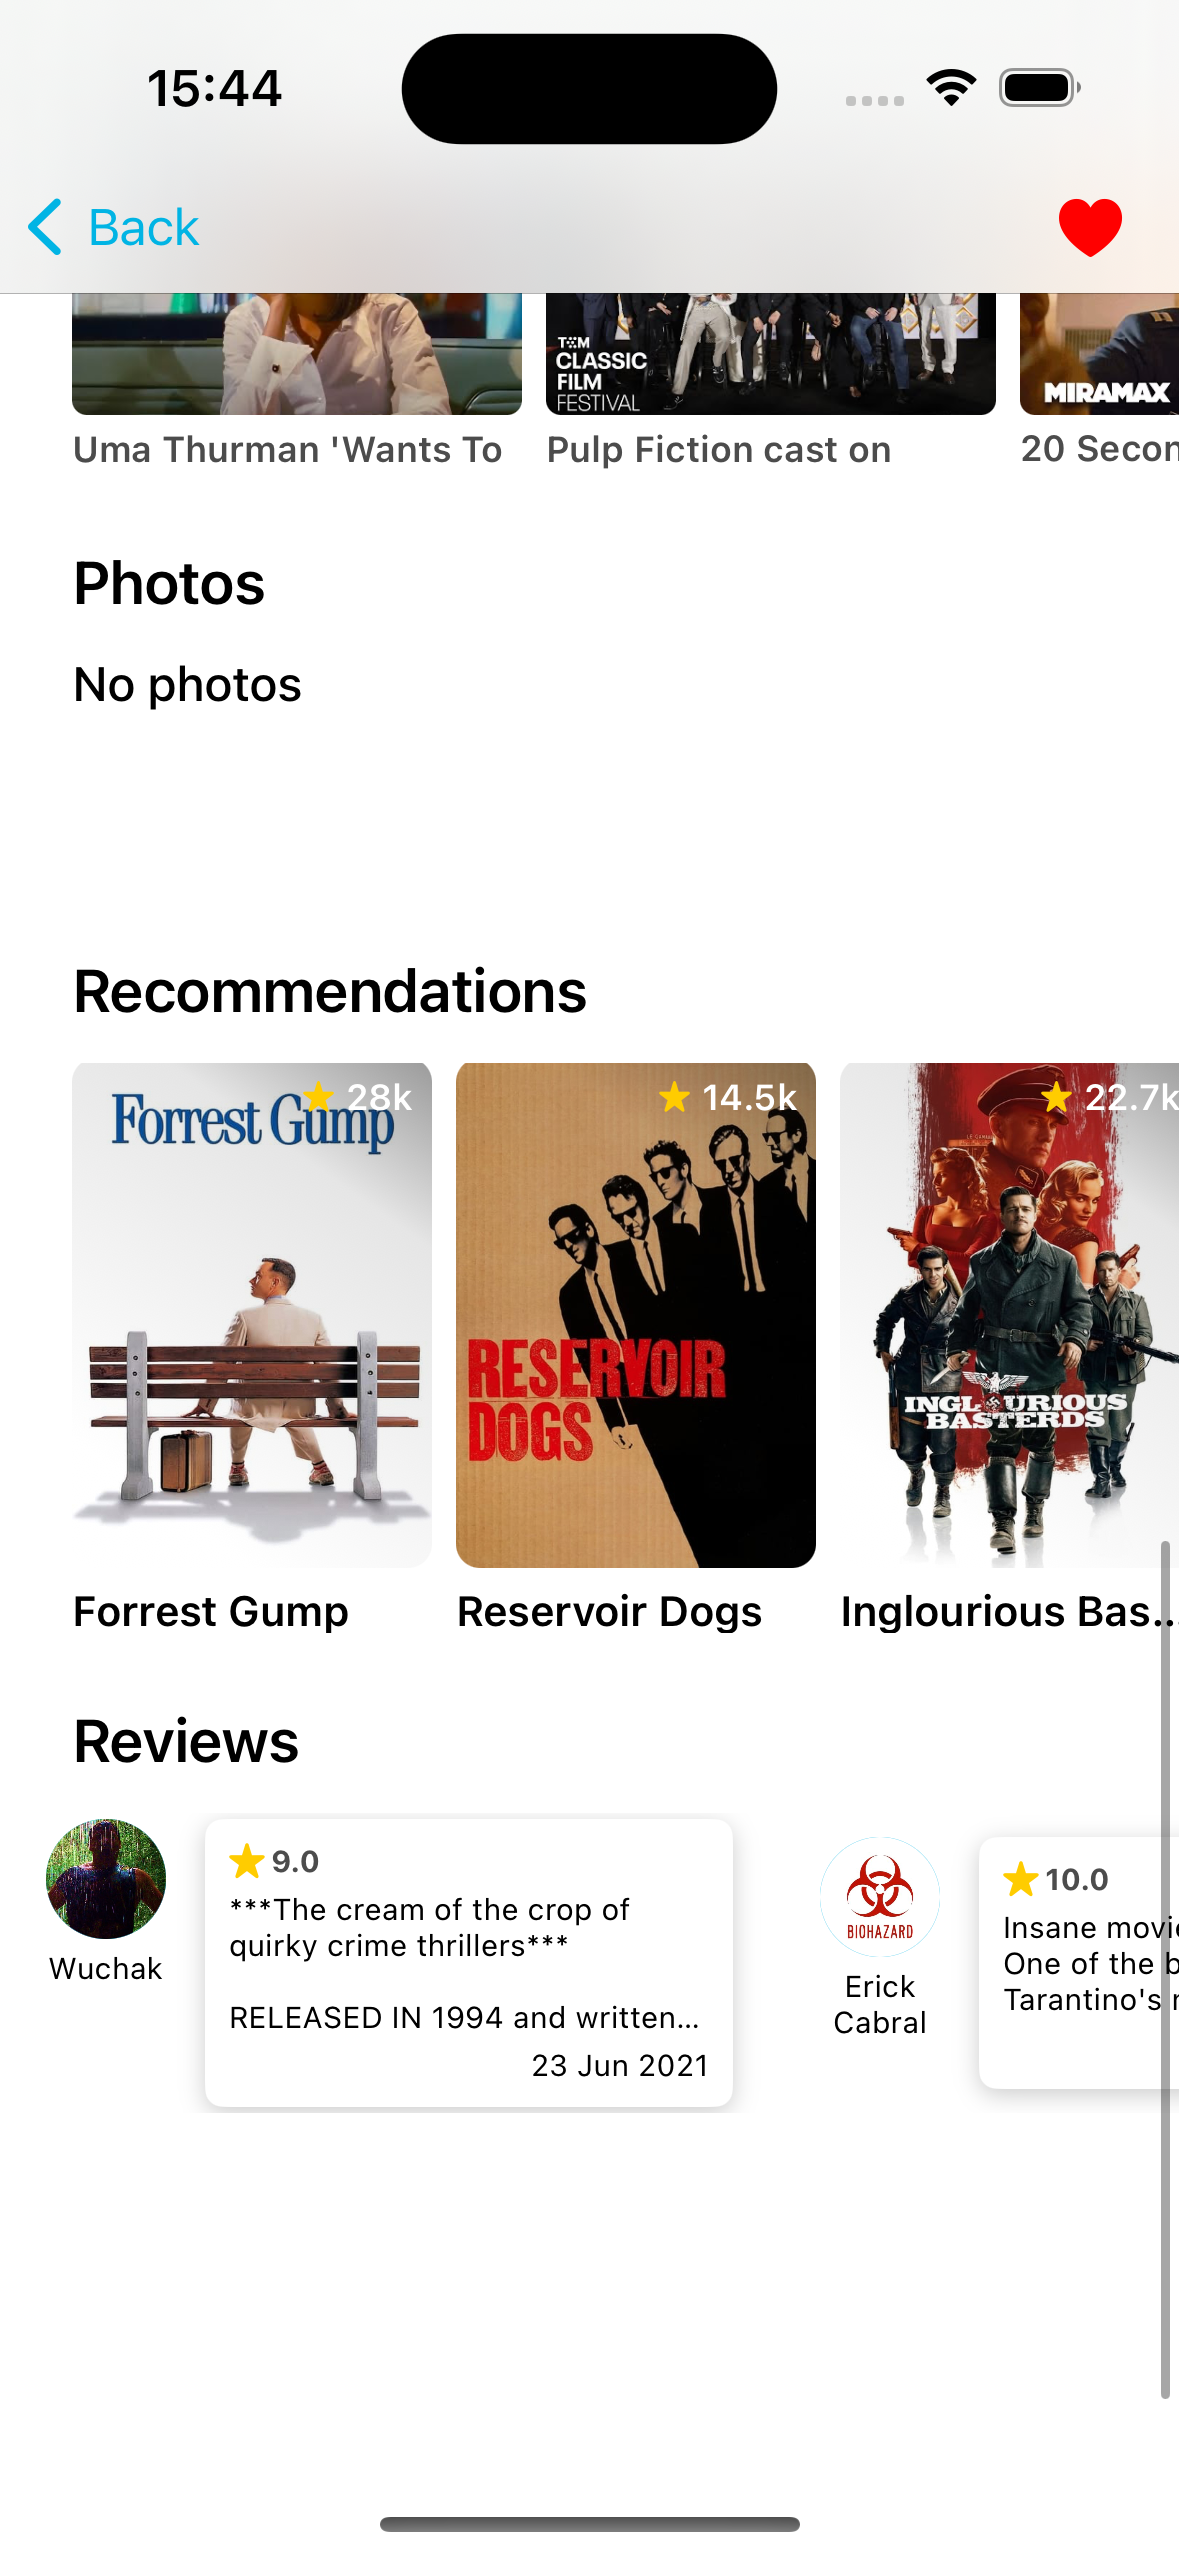 15:44
Back
TCM
CLASSIC
FILM
FESTIVAL
MIRAMAX
Uma Thurman 'Wants To
Pulp Fiction cast on
20 Secon
Photos
No photos
Recommendations
28k
Forrest Gump
14.5k
RESERVOIR
DOGS
22.7k
INGLOURIOUS
BASTERDS
Forrest Gump
Reservoir Dogs
Inglourious Bas...
Reviews
9.0
***The cream of the crop of
quirky crime thrillers***
RELEASED IN 1994 and written...
23 Jun 2021
Wuchak
BIOHAZARD
Erick
Cabral
10.0
Insane movie
One of the b
Tarantino's